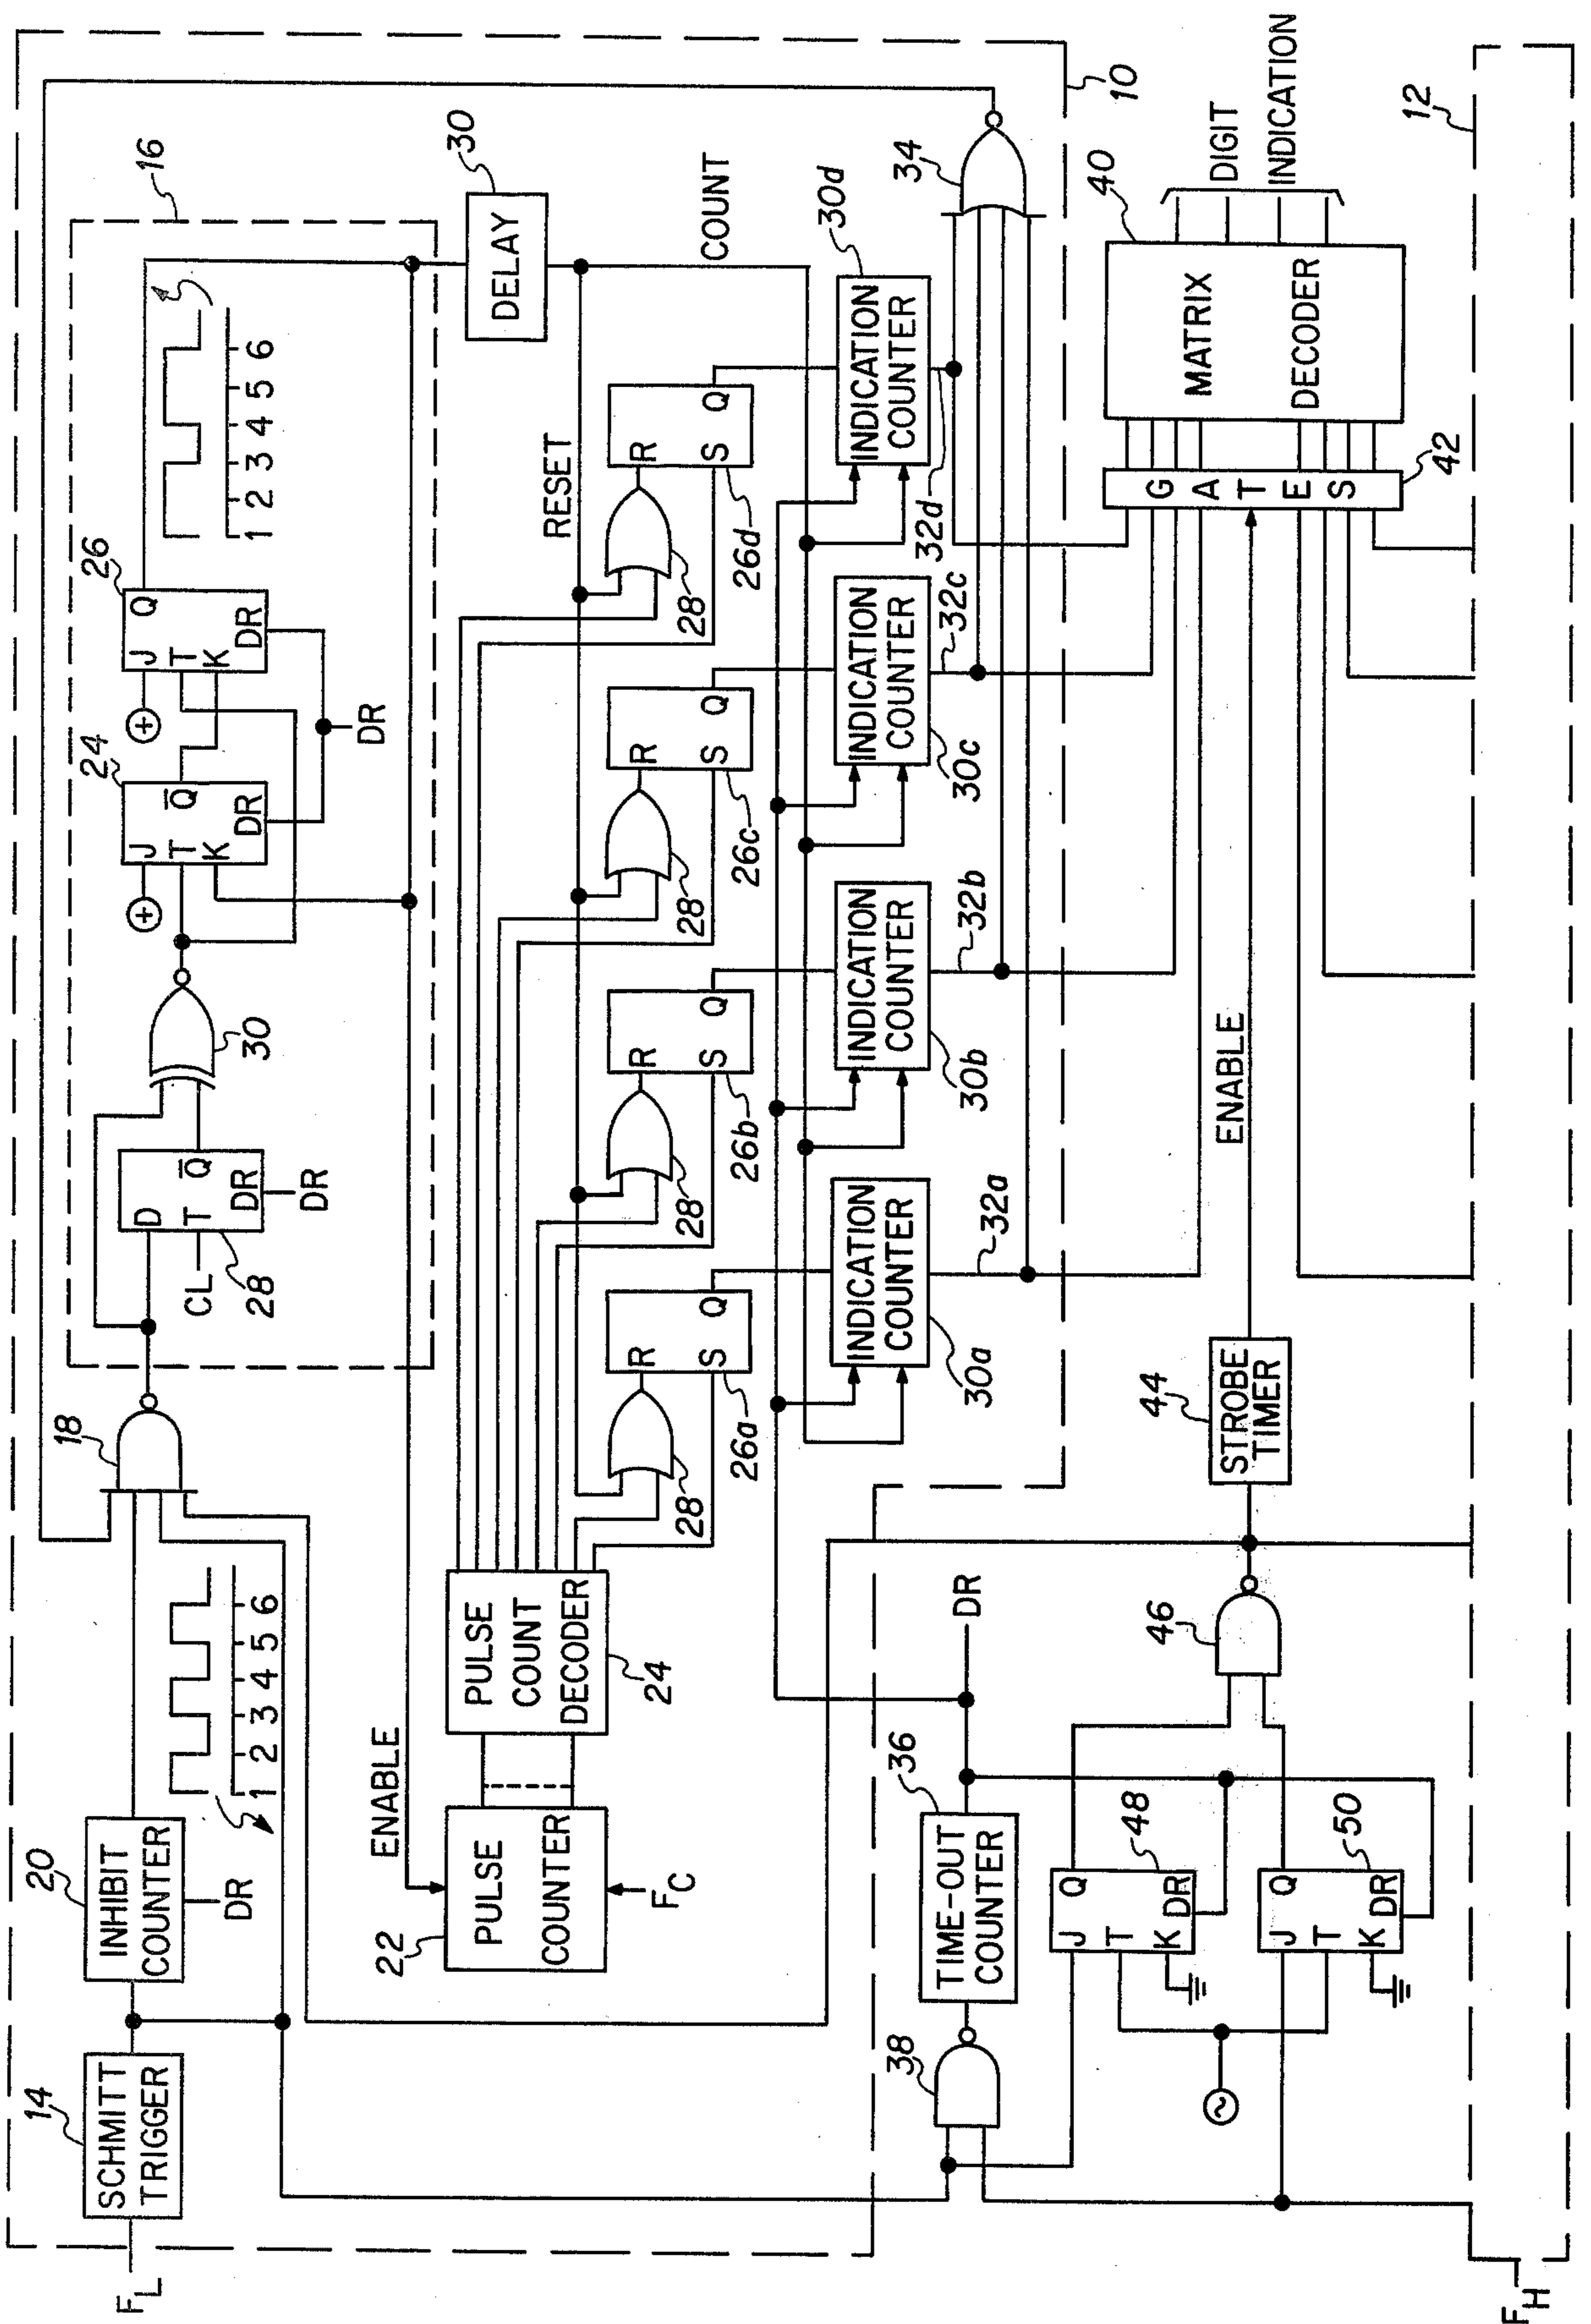 F_L
14
SCHMITT
TRIGGER
20
INHIBIT
COUNTER
DR
1 2 3 4 5 6
18
16
CL
28
D
T
Q̅
DR
DR
30
24
J
T
K
Q̅
DR
26
J
T
K
Q
DR
DR
1 2 3 4 5 6
ENABLE
22
PULSE
COUNTER
F_C
PULSE
COUNT
DECODER
24
30
DELAY
RESET
COUNT
28
R
S
Q
26a
28
R
S
Q
26b
28
R
S
Q
26c
28
R
S
Q
26d
INDICATION
COUNTER
30a
INDICATION
COUNTER
30b
INDICATION
COUNTER
30c
INDICATION
COUNTER
30d
32a
32b
32c
32d
34
10
38
36
TIME-OUT
COUNTER
DR
48
J
T
K
Q
DR
50
J
T
K
Q
DR
46
44
STROBE
TIMER
ENABLE
GATES
42
40
MATRIX
DECODER
DIGIT
INDICATION
12
F_H